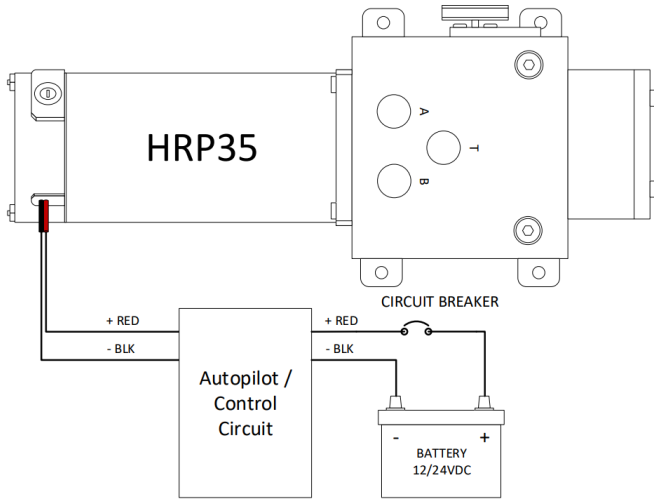 HRP35
A
T
B
CIRCUIT BREAKER
+ RED
+ RED
- BLK
- BLK
Autopilot /
Control
Circuit
- +
BATTERY
12/24VDC